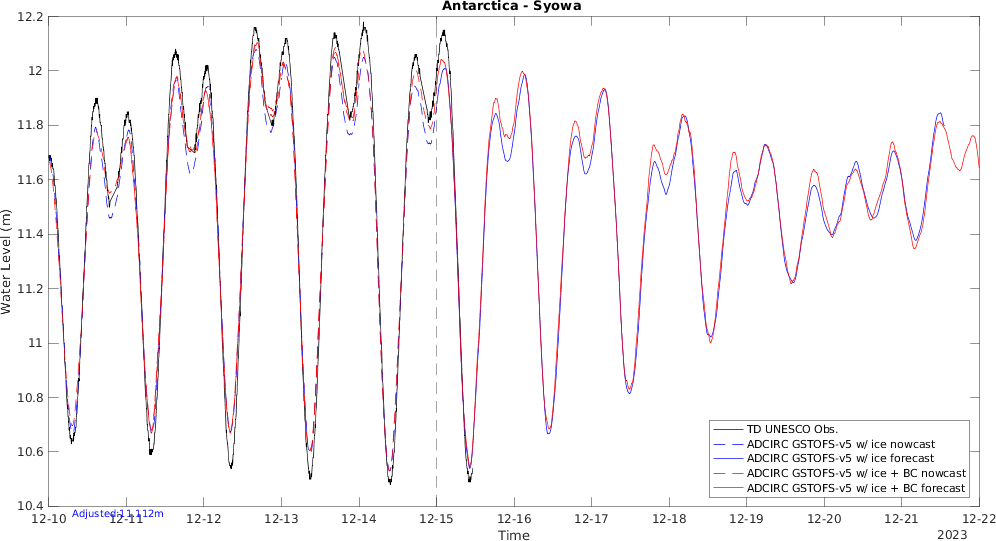 Antarctica - Syowa
12.2
12
11.8
11.6
11.4
11.2
11
10.8
10.6
10.4
Water Level (m)
TD UNESCO Obs.
ADCIRC GSTOFS-v5 w/ ice nowcast
ADCIRC GSTOFS-v5 w/ ice forecast
ADCIRC GSTOFS-v5 w/ ice + BC nowcast
ADCIRC GSTOFS-v5 w/ ice + BC forecast
Adjusted:11.112m
12-10 12-11 12-12 12-13 12-14 12-15 12-16 12-17 12-18 12-19 12-20 12-21 12-22
Time
2023